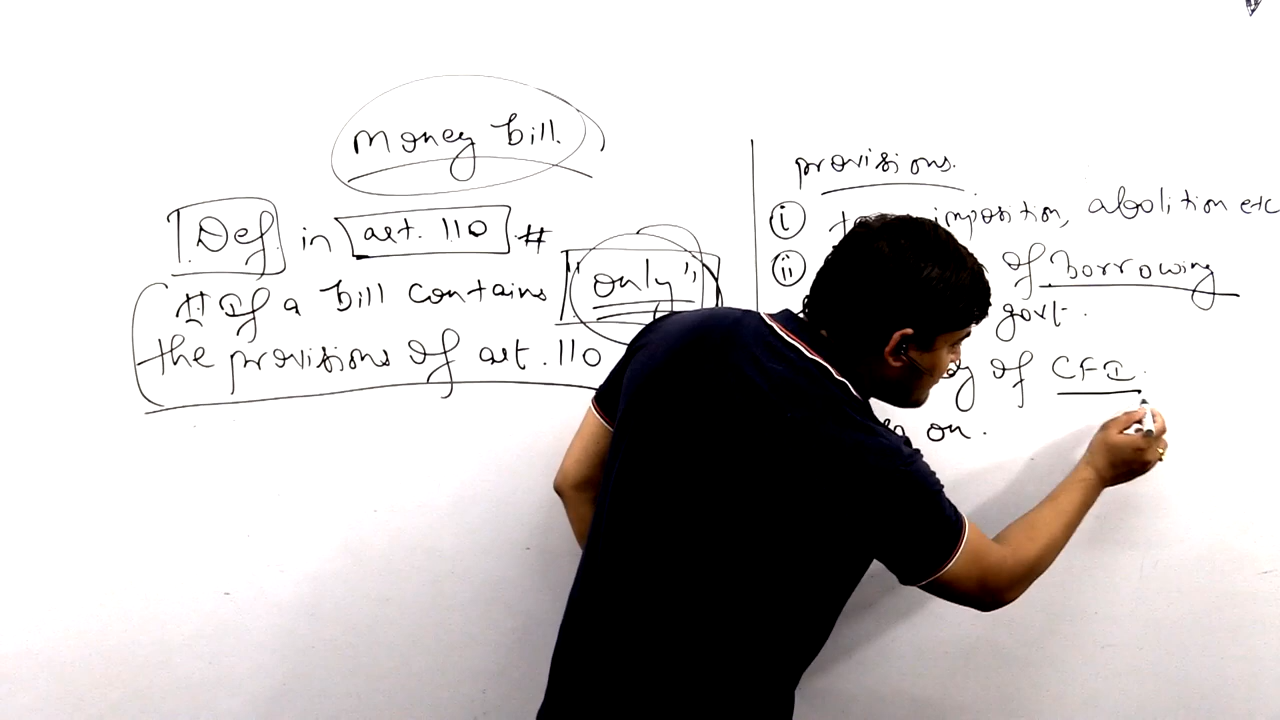 money bill.
1. Def. in art. 110 #
# If a bill contains "only"
the provisions of art. 110
provisions.
(i) imposition, abolition etc
(ii) of borrowing
govt.
of CFI.
on.